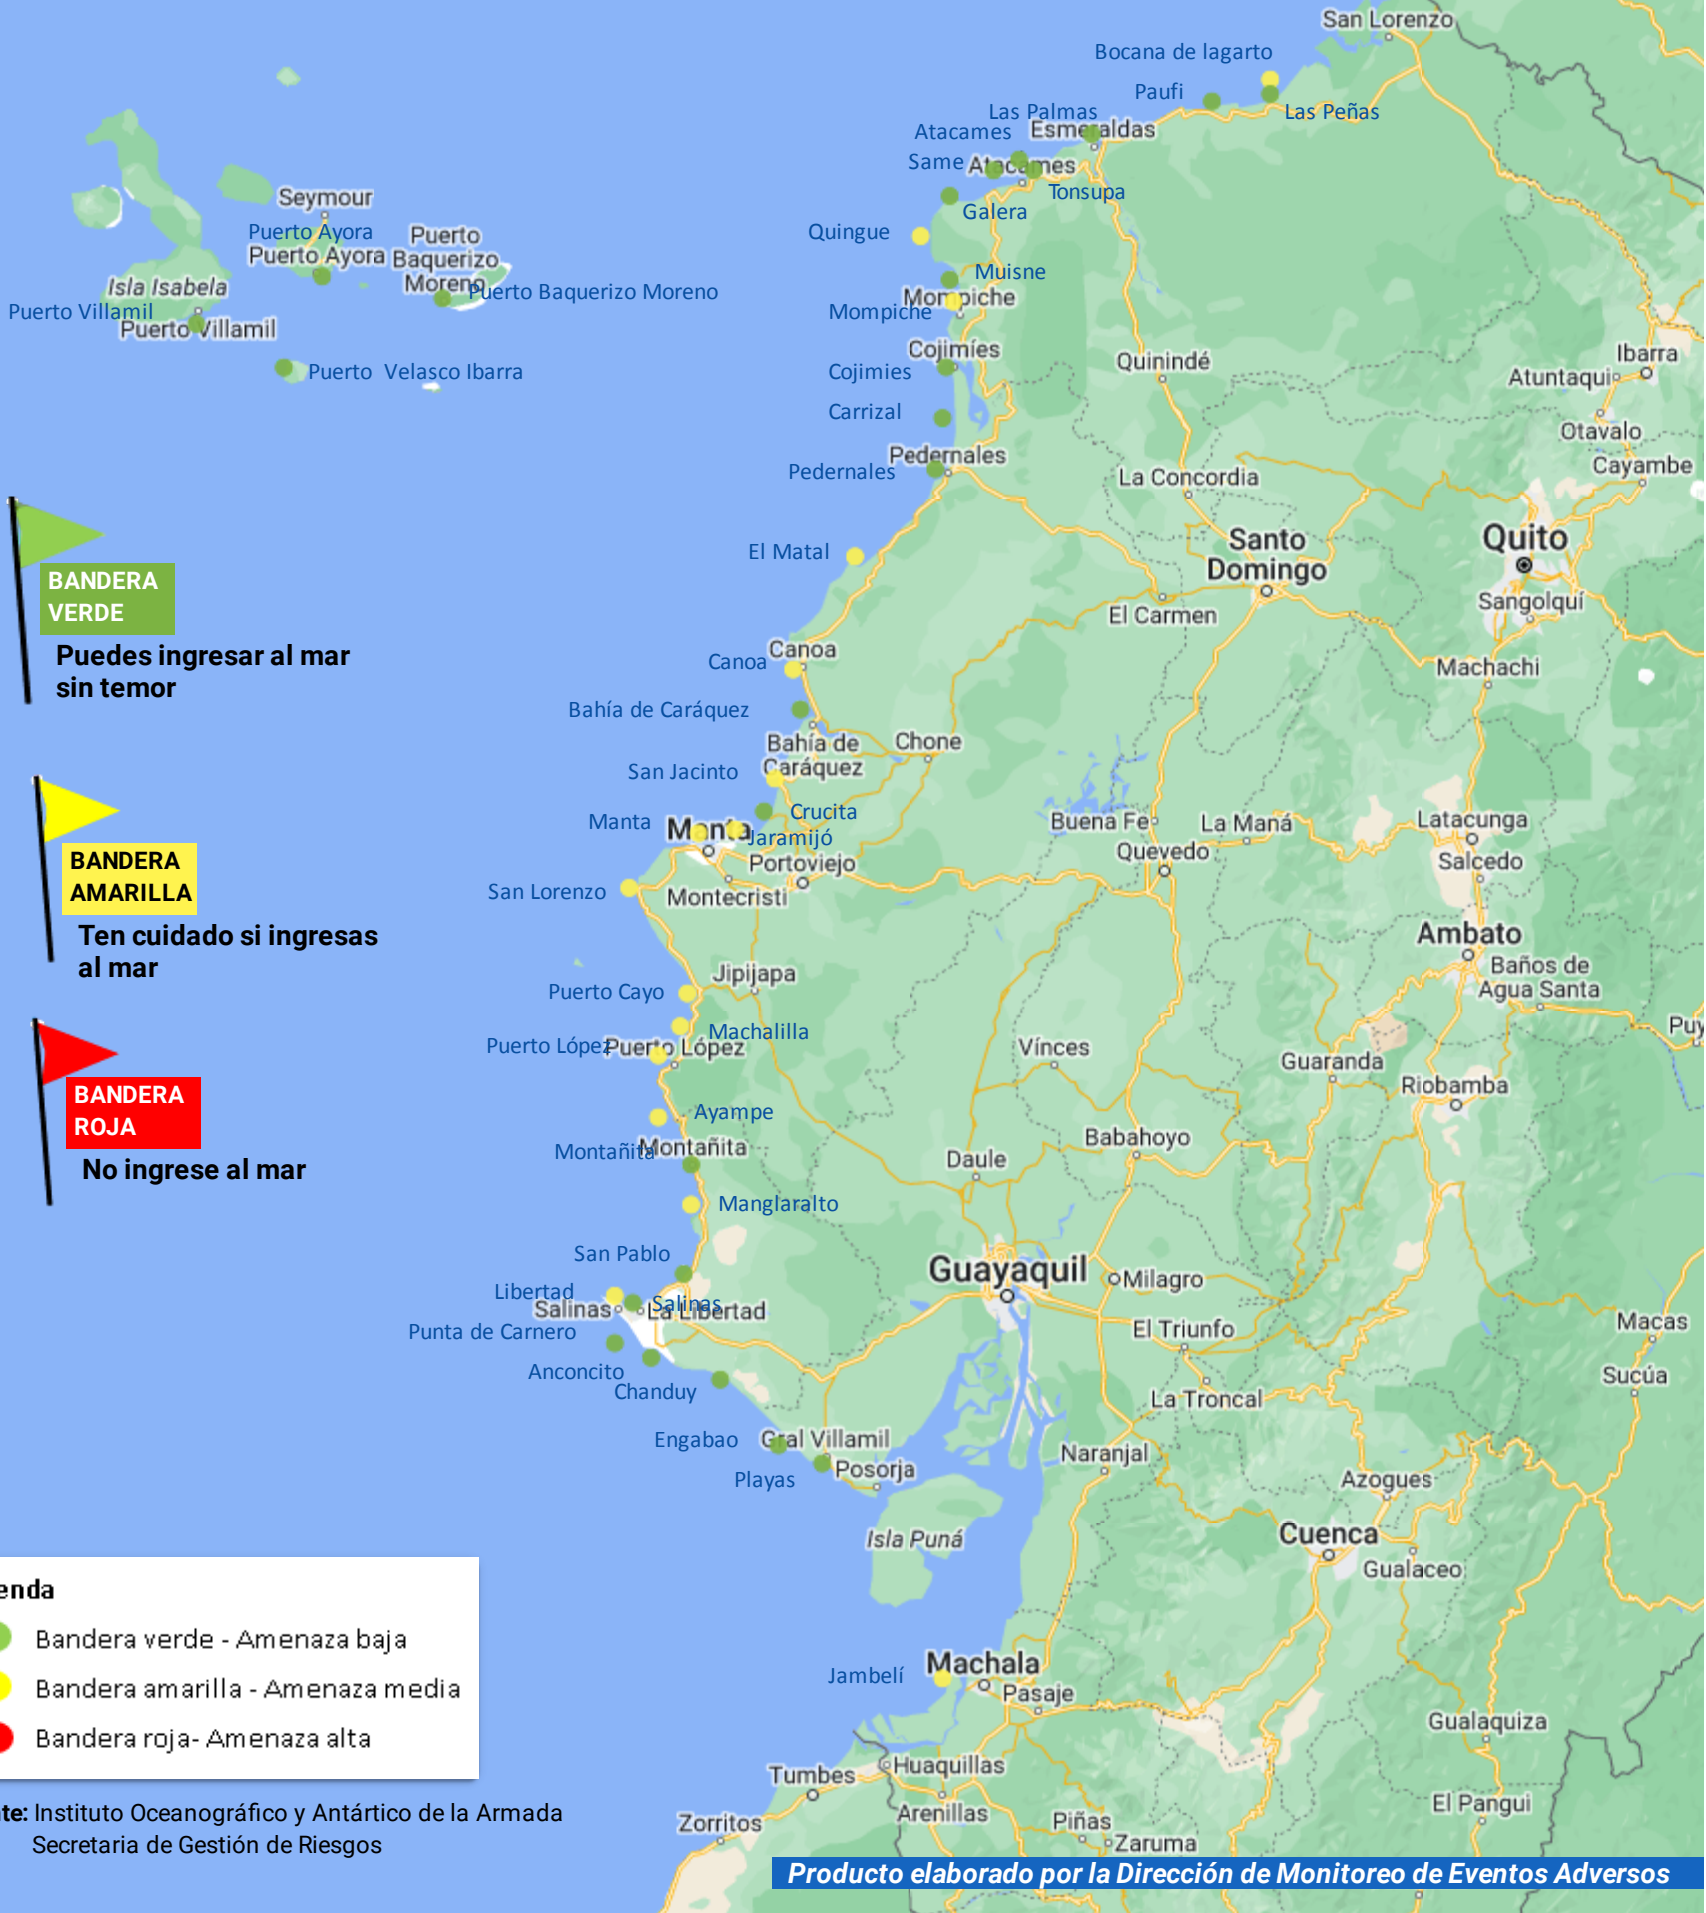 San Lorenzo
Bocana de lagarto
Paufi
Las Peñas
Las Palmas
Esmeraldas
Atacames
Same
Atacames
Tonsupa
Galera
Quingue
Muisne
Mompiche
Mompiche
Cojimíes
Cojimies
Carrizal
Pedernales
Pedernales
Quinindé
Ibarra
Atuntaqui
Otavalo
Cayambe
La Concordia
Santo
Domingo
Quito
Sangolquí
El Carmen
Machachi
Seymour
Puerto Ayora
Puerto Ayora
Puerto
Baquerizo
Moreno
Puerto Baquerizo Moreno
Isla Isabela
Puerto Villamil
Puerto Villamil
Puerto Velasco Ibarra
BANDERA
VERDE
Puedes ingresar al mar
sin temor
BANDERA
AMARILLA
Ten cuidado si ingresas
al mar
BANDERA
ROJA
No ingrese al mar
El Matal
Canoa
Canoa
Bahía de Caráquez
Bahía de
Caráquez
Chone
San Jacinto
Crucita
Manta
Manta
Jaramijó
Portoviejo
Montecristi
San Lorenzo
Buena Fe
La Maná
Quevedo
Latacunga
Salcedo
Ambato
Baños de
Agua Santa
Puy
Jipijapa
Puerto Cayo
Machalilla
Puerto López
Puerto López
Ayampe
Montañita
Montañita
Manglaralto
Vínces
Guaranda
Riobamba
Babahoyo
Daule
San Pablo
Libertad
Salinas
Salinas
La Libertad
Punta de Carnero
Anconcito
Chanduy
Engabao
Gral Villamil
Playas
Posorja
Guayaquil
Milagro
El Triunfo
La Troncal
Macas
Sucúa
Naranjal
Azogues
Cuenca
Gualaceo
Isla Puná
Jambelí
Machala
Pasaje
Gualaquiza
Huaquillas
Tumbes
Arenillas
Zorritos
Piñas
Zaruma
El Pangui
enda
Bandera verde - Amenaza baja
Bandera amarilla - Amenaza media
Bandera roja- Amenaza alta
te: Instituto Oceanográfico y Antártico de la Armada
Secretaria de Gestión de Riesgos
Producto elaborado por la Dirección de Monitoreo de Eventos Adversos